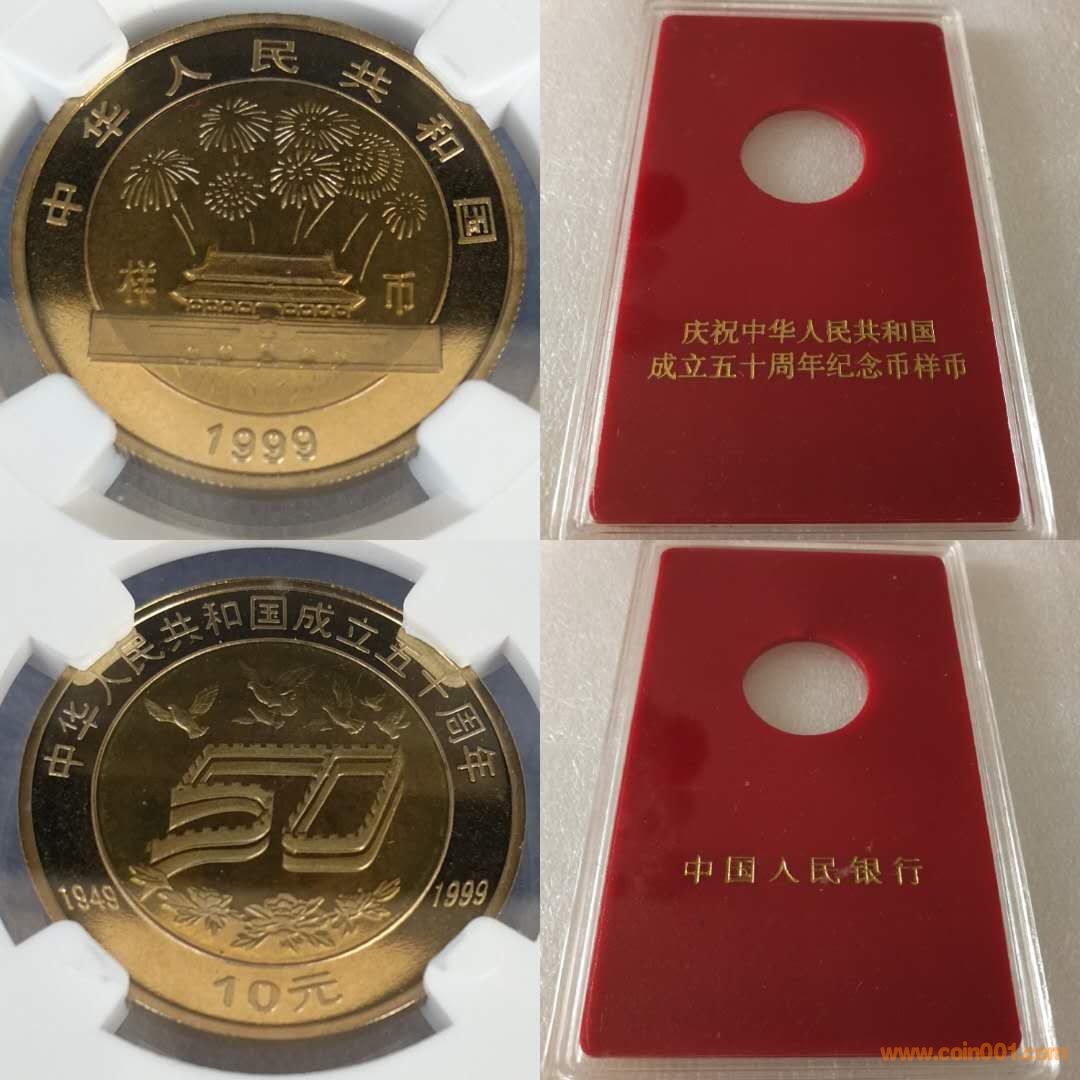 中华人民共和国
样 币
1999
庆祝中华人民共和国
成立五十周年纪念币样币
中华人民共和国成立五十周年
50
1949 1999
10元
中国人民银行
www.coin001.com